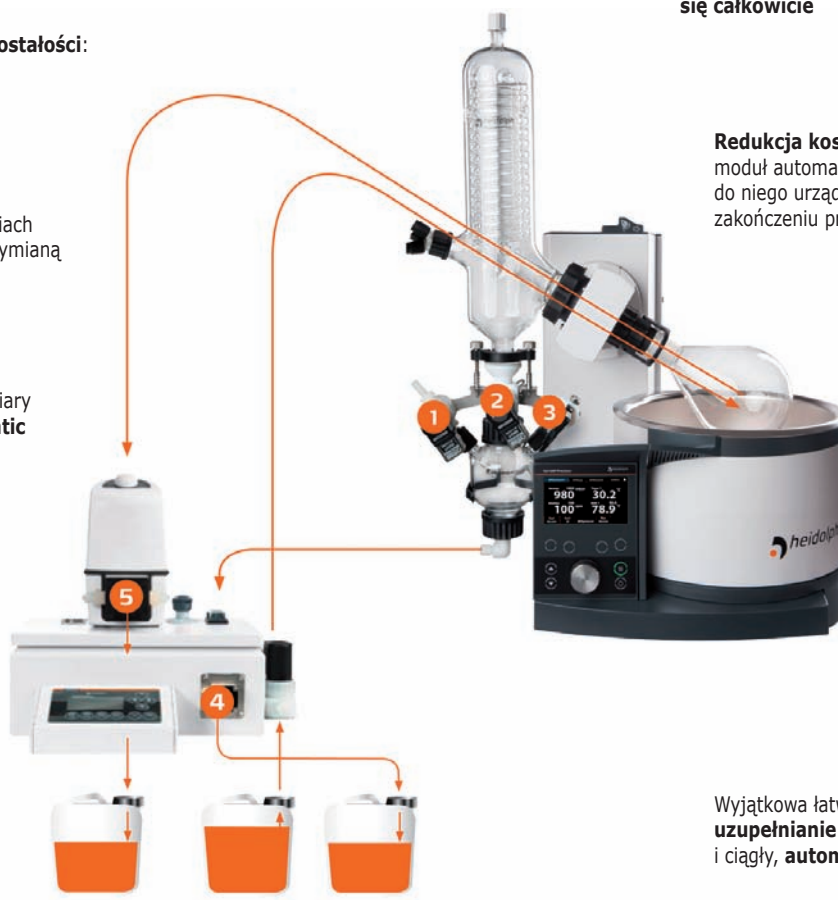 się całkowicie
ostałości:
Redukcja kos
moduł automa
do niego urząd
zakończeniu pr
iach
ymianą
iary
tic
1
2
3
980
30.2
100
78.9
heidolph
5
4
Wyjątkowa łatw
uzupełnianie
i ciągły, autom